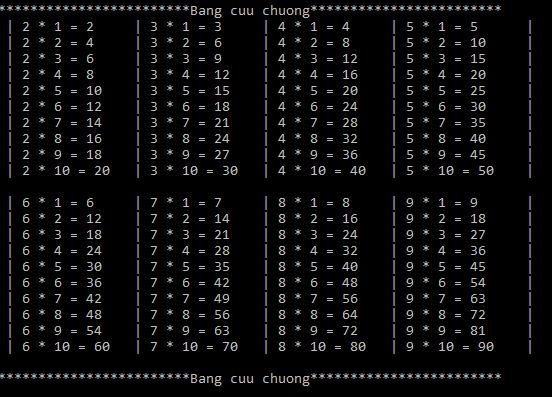 ************************Bang cuu chuong************************
| 2 * 1 = 2 | 3 * 1 = 3 | 4 * 1 = 4 | 5 * 1 = 5 |
| 2 * 2 = 4 | 3 * 2 = 6 | 4 * 2 = 8 | 5 * 2 = 10 |
| 2 * 3 = 6 | 3 * 3 = 9 | 4 * 3 = 12 | 5 * 3 = 15 |
| 2 * 4 = 8 | 3 * 4 = 12 | 4 * 4 = 16 | 5 * 4 = 20 |
| 2 * 5 = 10 | 3 * 5 = 15 | 4 * 5 = 20 | 5 * 5 = 25 |
| 2 * 6 = 12 | 3 * 6 = 18 | 4 * 6 = 24 | 5 * 6 = 30 |
| 2 * 7 = 14 | 3 * 7 = 21 | 4 * 7 = 28 | 5 * 7 = 35 |
| 2 * 8 = 16 | 3 * 8 = 24 | 4 * 8 = 32 | 5 * 8 = 40 |
| 2 * 9 = 18 | 3 * 9 = 27 | 4 * 9 = 36 | 5 * 9 = 45 |
| 2 * 10 = 20 | 3 * 10 = 30 | 4 * 10 = 40 | 5 * 10 = 50 |
| 6 * 1 = 6 | 7 * 1 = 7 | 8 * 1 = 8 | 9 * 1 = 9 |
| 6 * 2 = 12 | 7 * 2 = 14 | 8 * 2 = 16 | 9 * 2 = 18 |
| 6 * 3 = 18 | 7 * 3 = 21 | 8 * 3 = 24 | 9 * 3 = 27 |
| 6 * 4 = 24 | 7 * 4 = 28 | 8 * 4 = 32 | 9 * 4 = 36 |
| 6 * 5 = 30 | 7 * 5 = 35 | 8 * 5 = 40 | 9 * 5 = 45 |
| 6 * 6 = 36 | 7 * 6 = 42 | 8 * 6 = 48 | 9 * 6 = 54 |
| 6 * 7 = 42 | 7 * 7 = 49 | 8 * 7 = 56 | 9 * 7 = 63 |
| 6 * 8 = 48 | 7 * 8 = 56 | 8 * 8 = 64 | 9 * 8 = 72 |
| 6 * 9 = 54 | 7 * 9 = 63 | 8 * 9 = 72 | 9 * 9 = 81 |
| 6 * 10 = 60 | 7 * 10 = 70 | 8 * 10 = 80 | 9 * 10 = 90 |
************************Bang cuu chuong************************